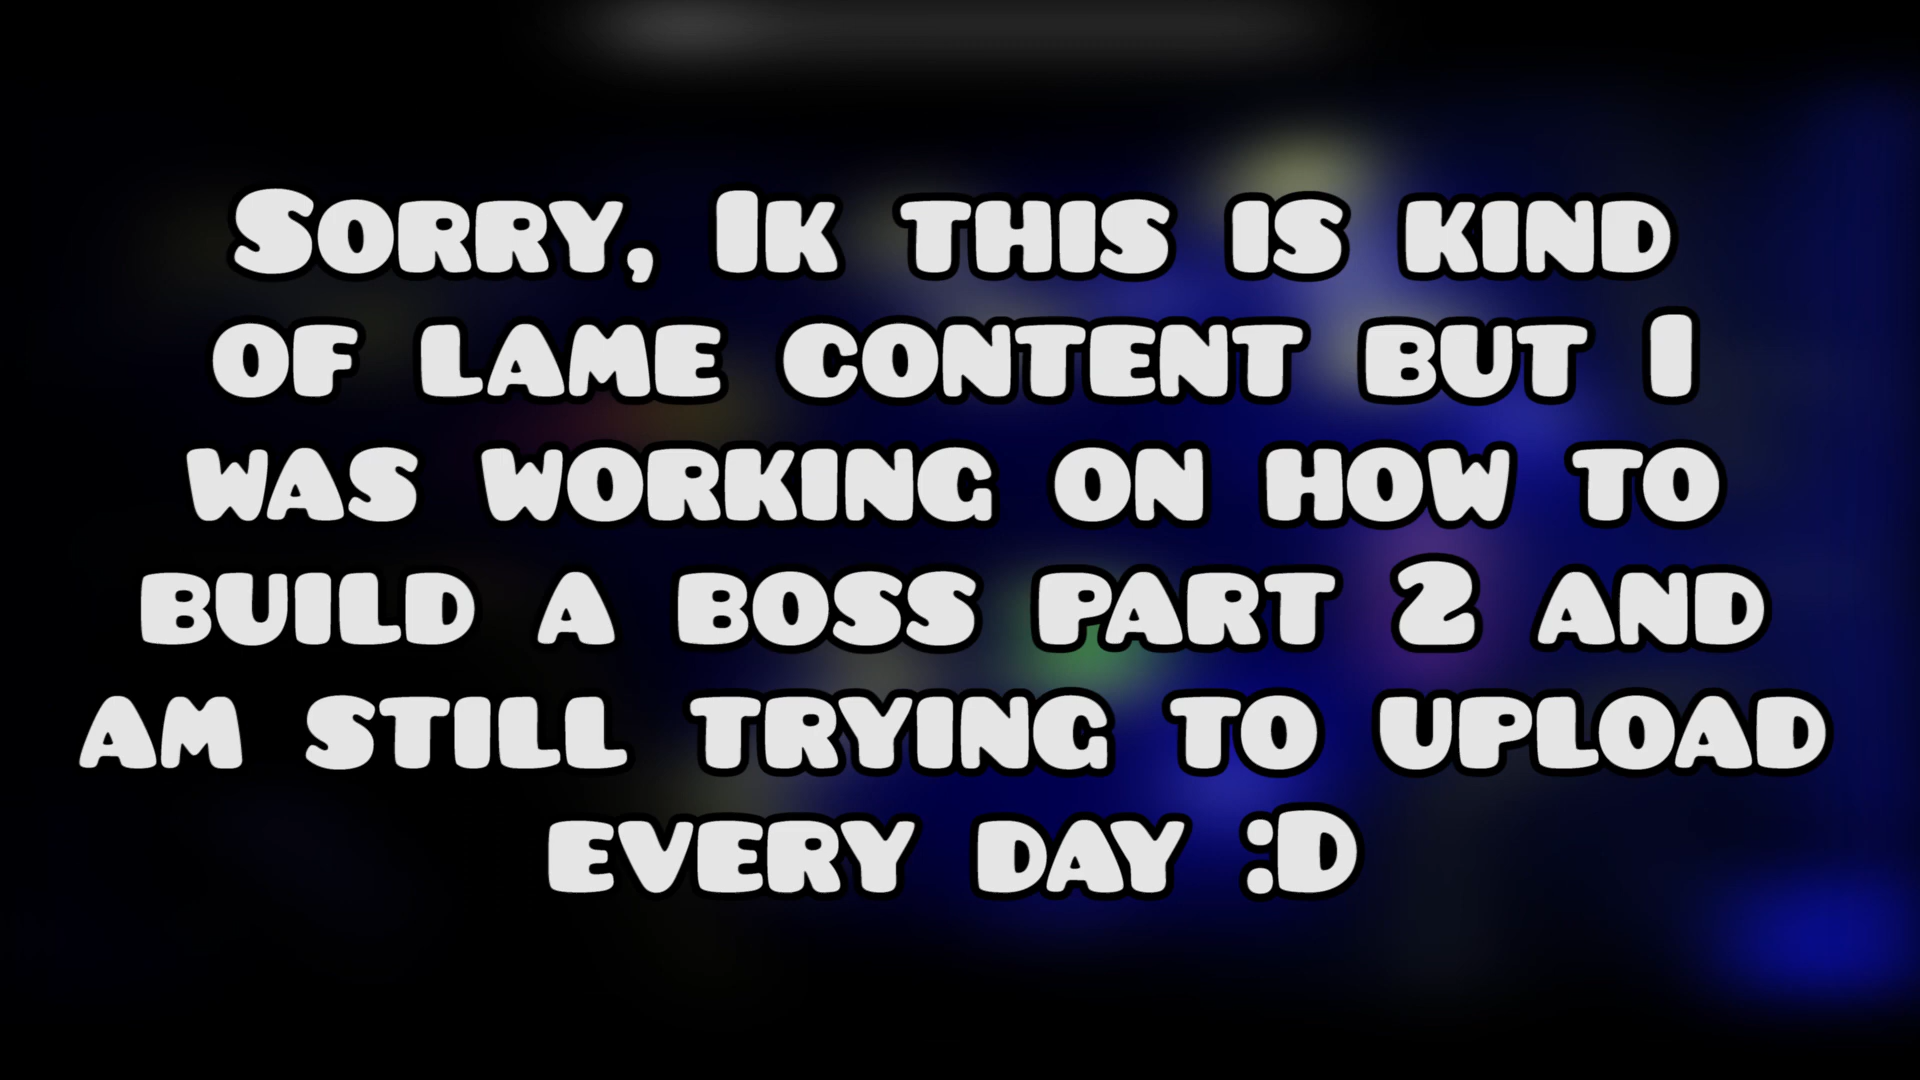 Sorry, Ik this is kind
of lame content but I
was working on how to
build a boss part 2 and
am still trying to upload
every day :D